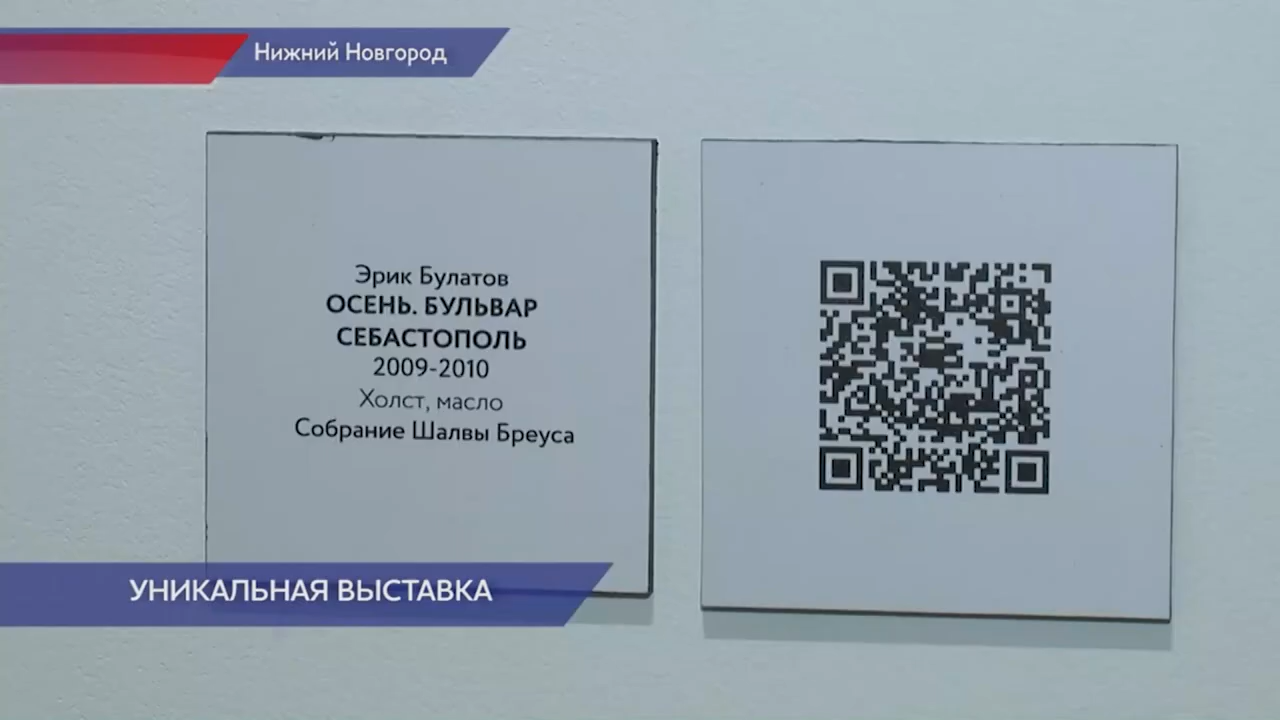 Нижний Новгород
Эрик Булатов
ОСЕНЬ. БУЛЬВАР
СЕБАСТОПОЛЬ
2009-2010
Холст, масло
Собрание Шалвы Бреуса
УНИКАЛЬНАЯ ВЫСТАВКА